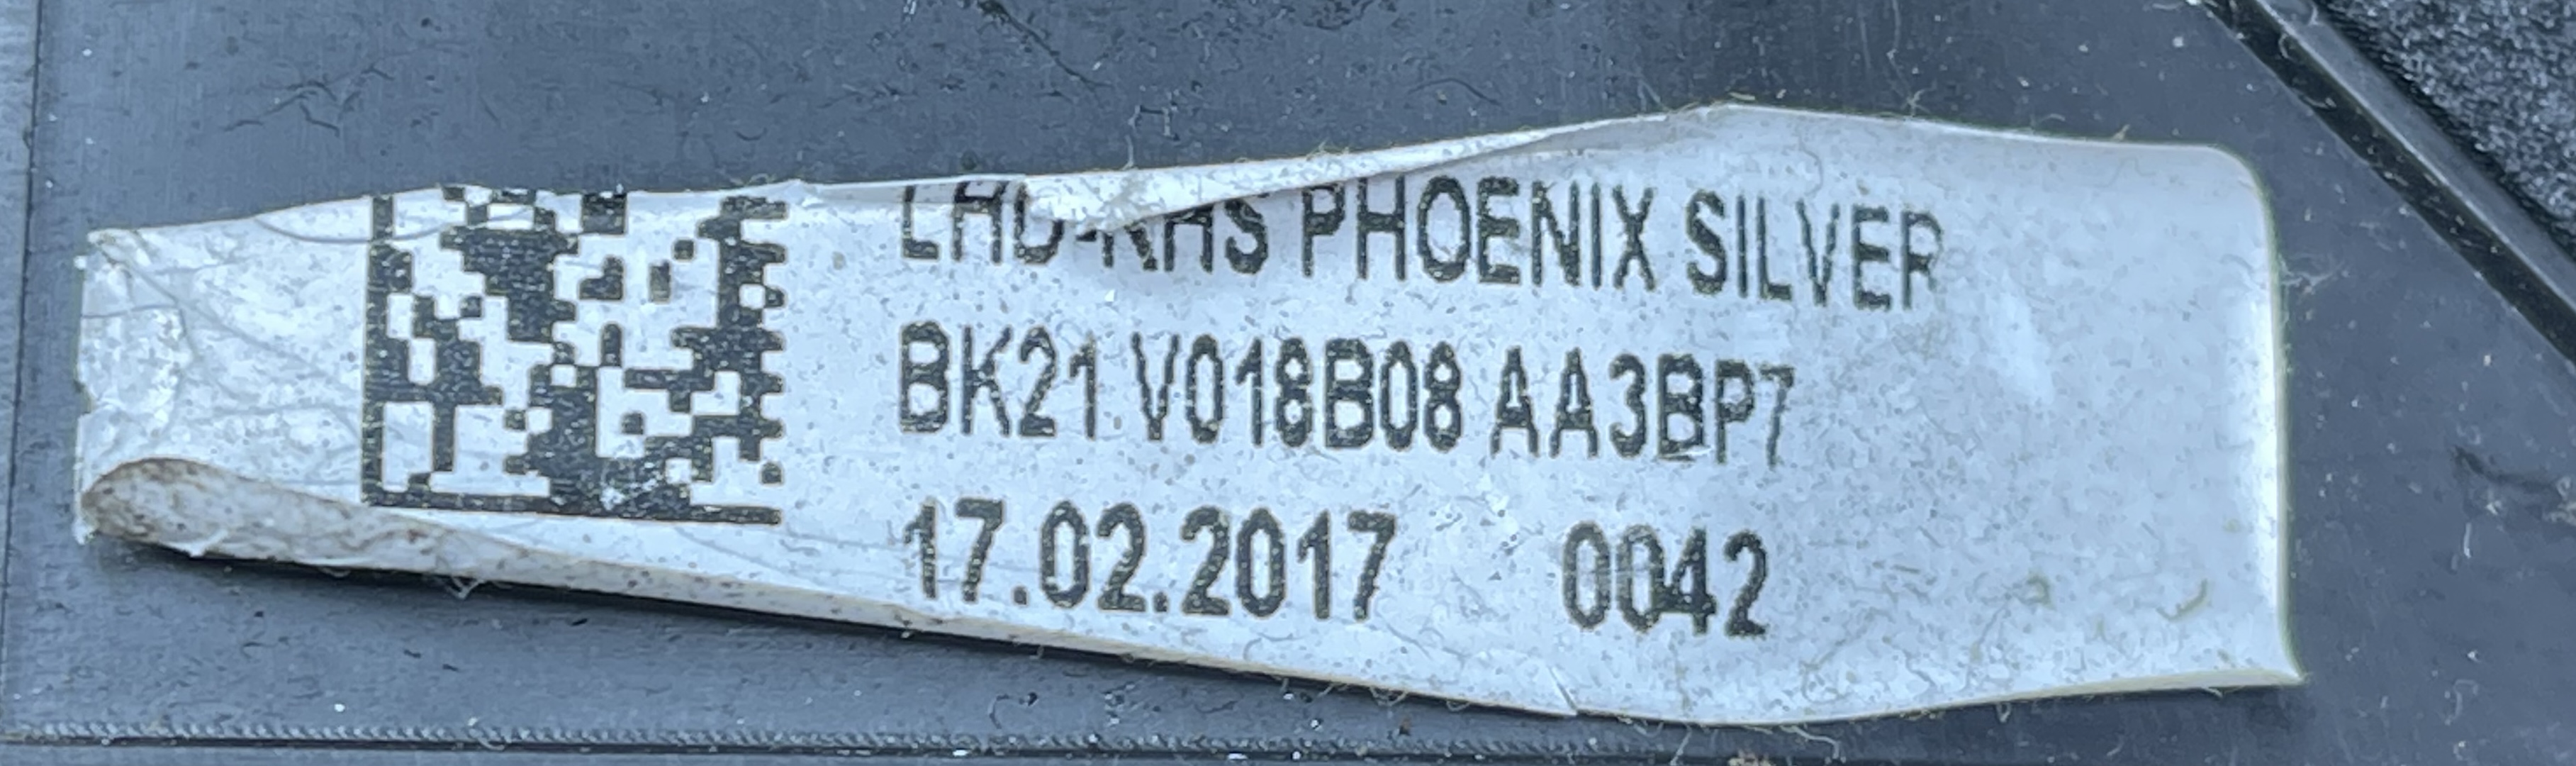 LHD-RHS PHOENIX SILVER
BK21 V018B08 AA3BP7
17.02.2017 0042